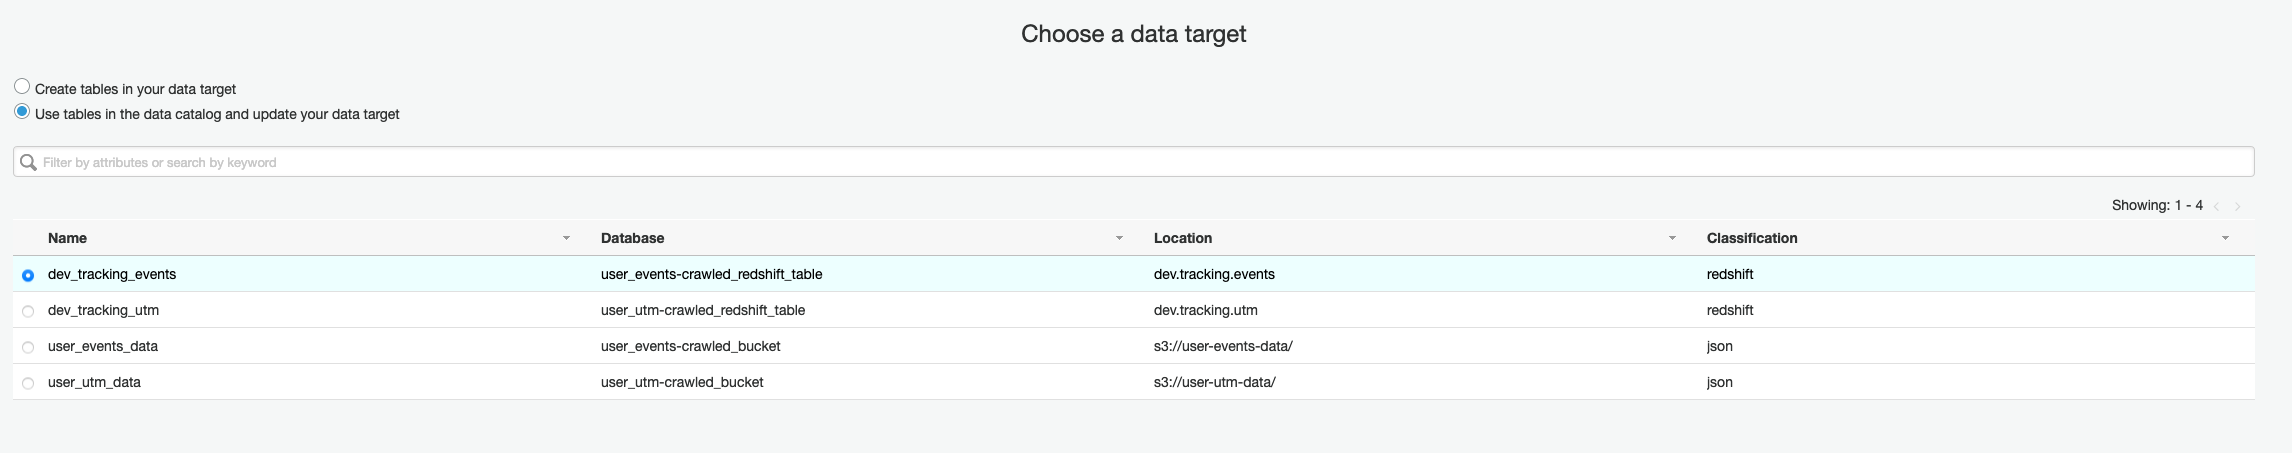 Choose a data target
Create tables in your data target
Use tables in the data catalog and update your data target
Filter by attributes or search by keyword
Showing: 1 - 4 < >
Name Database Location Classification
dev_tracking_events user_events-crawled_redshift_table dev.tracking.events redshift
dev_tracking_utm user_utm-crawled_redshift_table dev.tracking.utm redshift
user_events_data user_events-crawled_bucket s3://user-events-data/ json
user_utm_data user_utm-crawled_bucket s3://user-utm-data/ json